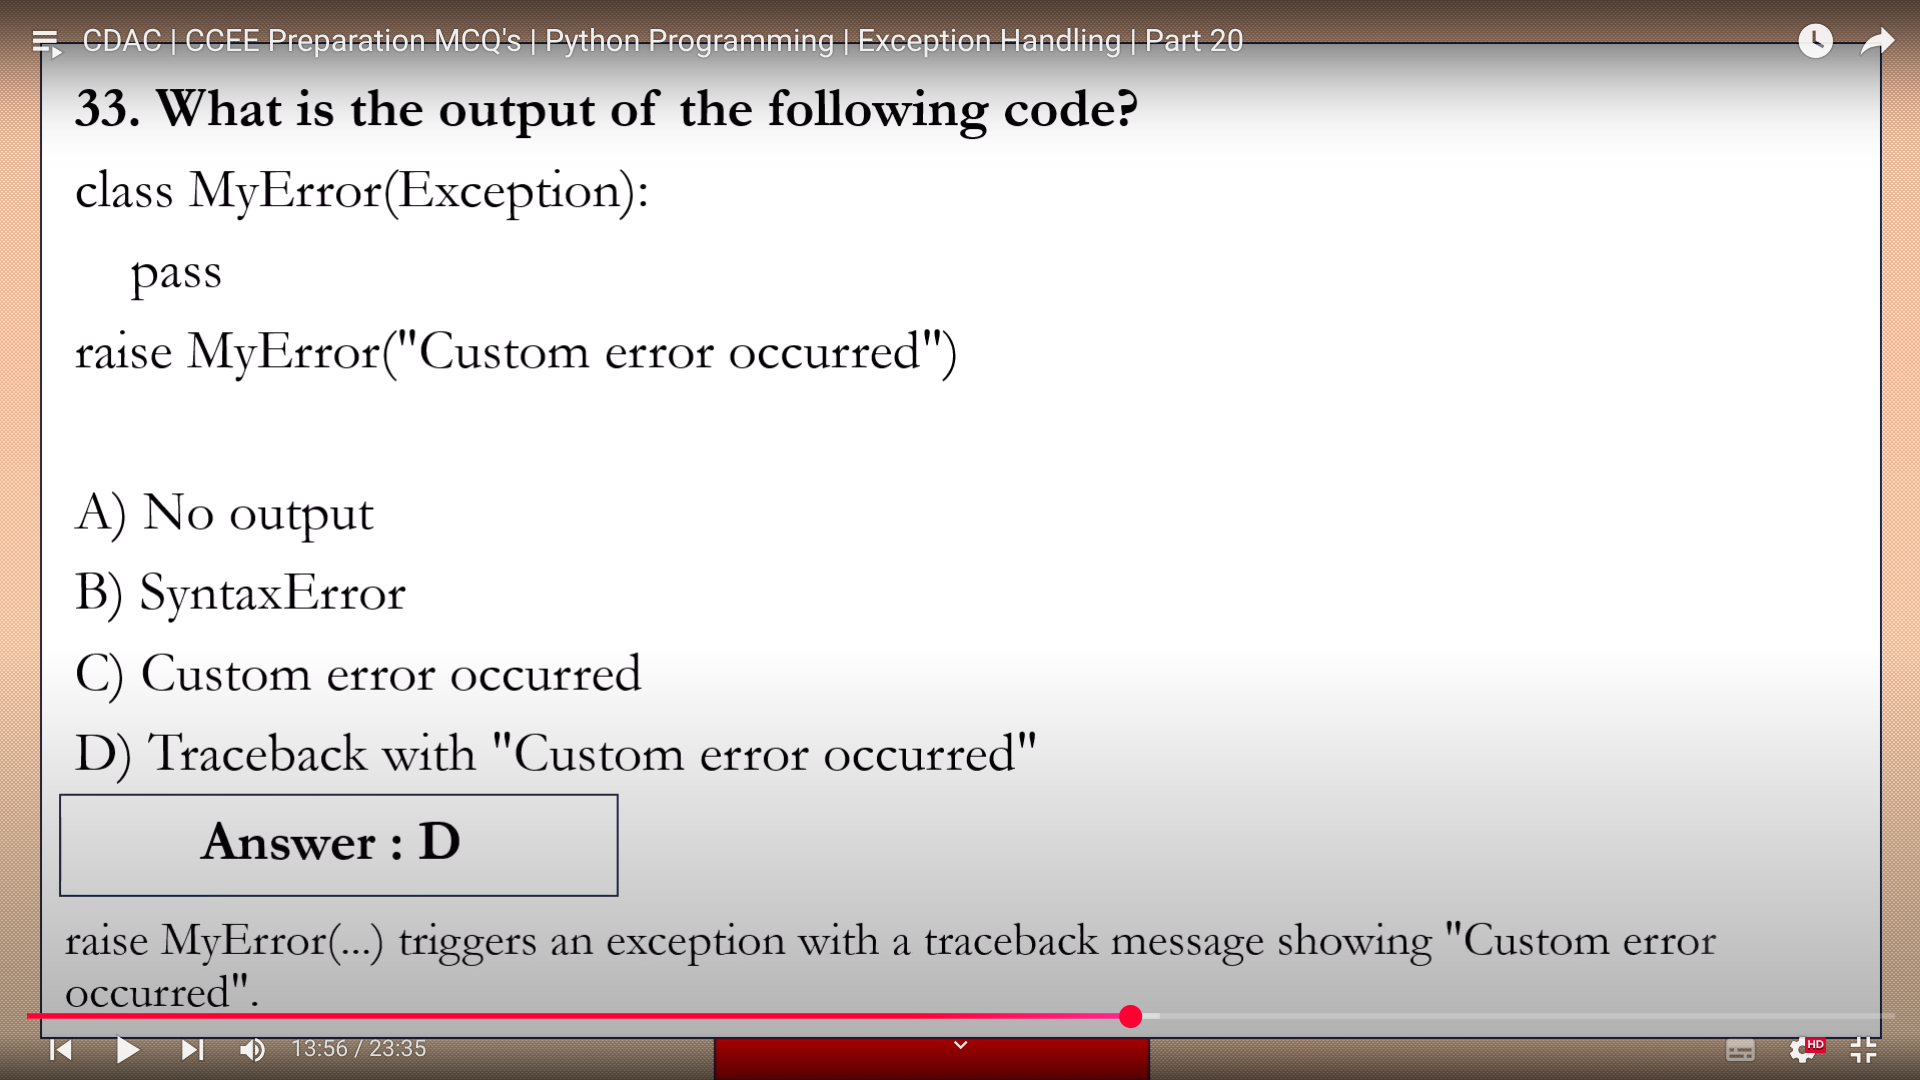 CDAC | CCEE Preparation MCQ's | Python Programming | Exception Handling | Part 20
33. What is the output of the following code?
class MyError(Exception):
pass
raise MyError("Custom error occurred")
A) No output
B) SyntaxError
C) Custom error occurred
D) Traceback with "Custom error occurred"
Answer : D
raise MyError(...) triggers an exception with a traceback message showing "Custom error
occurred".
13:56 / 23:35
HD